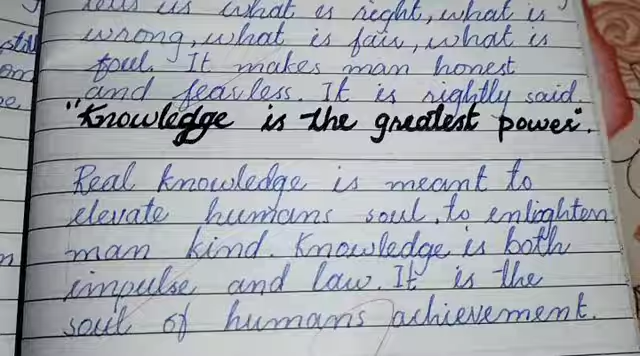 tells us what is right, what is
wrong, what is fair, what is
foul. It makes man honest
and fearless. It is rightly said.
"Knowledge is the greatest power".
Real knowledge is meant to
elevate humans soul, to enlighten
man kind. Knowledge is both
impulse and law. It is the
soul of humans achievement.